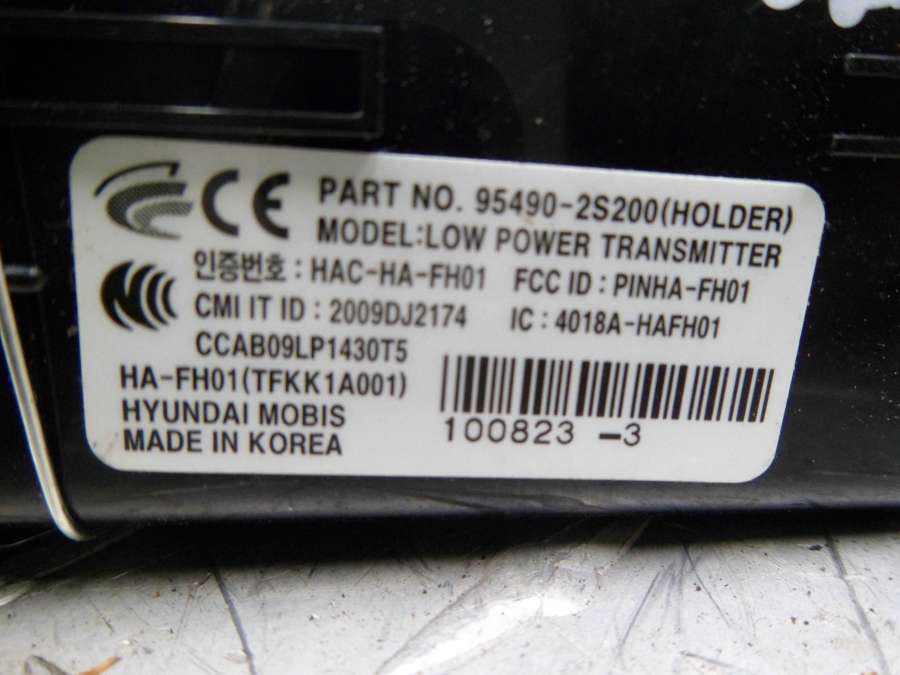 CE PART NO. 95490-2S200(HOLDER)
MODEL:LOW POWER TRANSMITTER
인증번호 : HAC-HA-FH01 FCC ID : PINHA-FH01
CMI IT ID : 2009DJ2174 IC : 4018A-HAFH01
CCAB09LP1430T5
HA-FH01(TFKK1A001)
HYUNDAI MOBIS
MADE IN KOREA
100823 -3